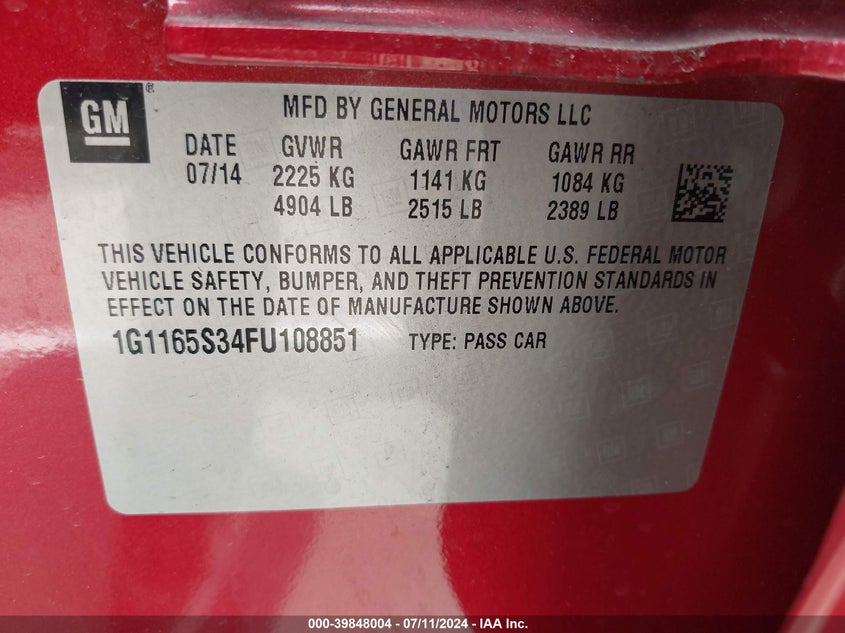 GM
MFD BY GENERAL MOTORS LLC
DATE GVWR GAWR FRT GAWR RR
07/14 2225 KG 1141 KG 1084 KG
4904 LB 2515 LB 2389 LB
THIS VEHICLE CONFORMS TO ALL APPLICABLE U.S. FEDERAL MOTOR
VEHICLE SAFETY, BUMPER, AND THEFT PREVENTION STANDARDS IN
EFFECT ON THE DATE OF MANUFACTURE SHOWN ABOVE.
1G1165S34FU108851 TYPE: PASS CAR
000-39848004 - 07/11/2024 - IAA Inc.